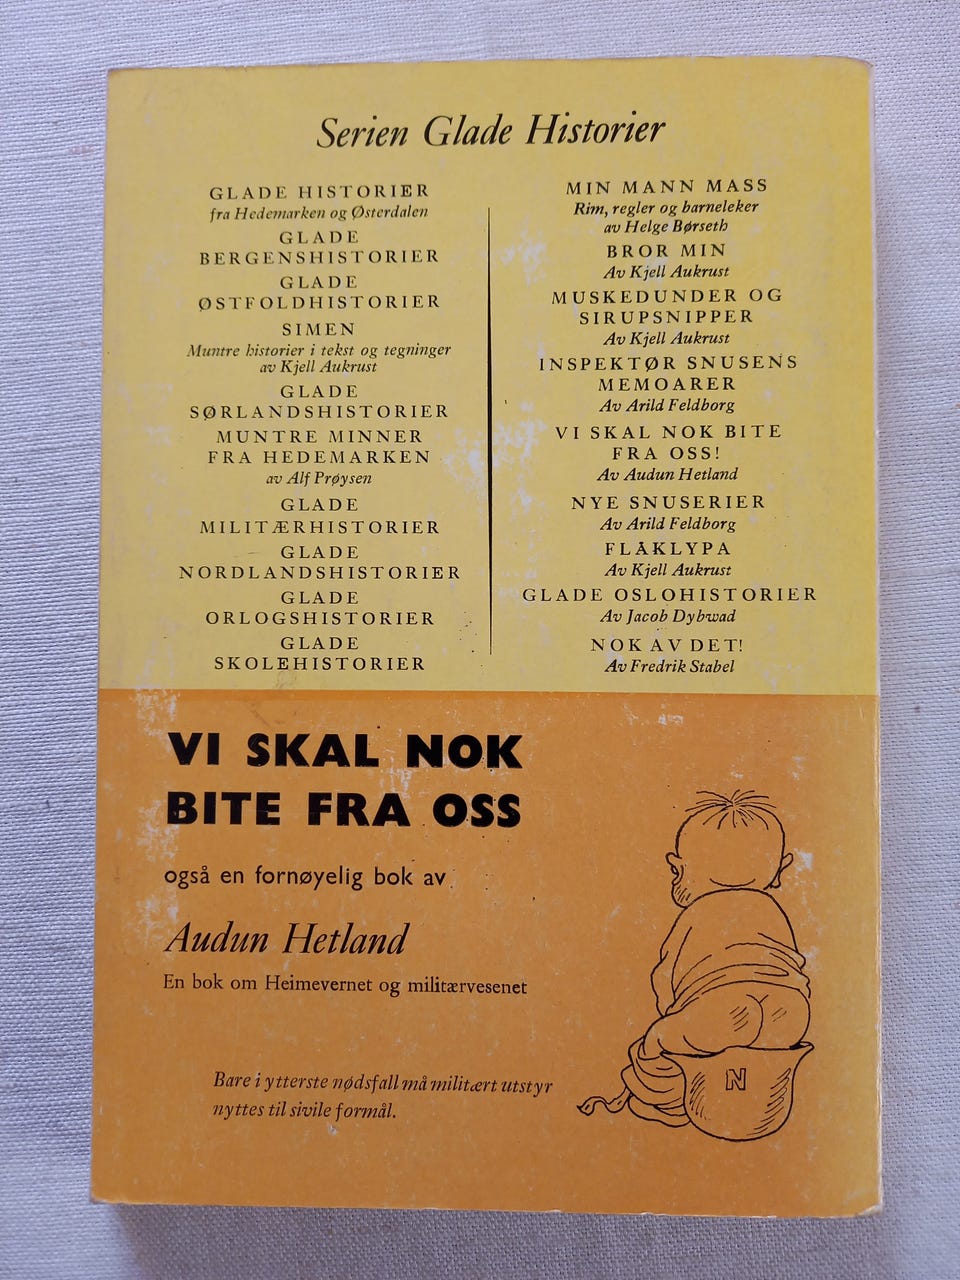 Serien Glade Historier
GLADE HISTORIER
fra Hedemarken og Østerdalen
GLADE
BERGENSHISTORIER
GLADE
ØSTFOLDHISTORIER
SIMEN
Muntre historier i tekst og tegninger
av Kjell Aukrust
GLADE
SØRLANDSHISTORIER
MUNTRE MINNER
FRA HEDEMARKEN
av Alf Prøysen
GLADE
MILITÆRHISTORIER
GLADE
NORDLANDSHISTORIER
GLADE
ORLOGSHISTORIER
GLADE
SKOLEHISTORIER
MIN MANN MASS
Rim, regler og barneleker
av Helge Børseth
BROR MIN
Av Kjell Aukrust
MUSKEDUNDER OG
SIRUPSNIPPER
Av Kjell Aukrust
INSPEKTØR SNUSENS
MEMOARER
Av Arild Feldborg
VI SKAL NOK BITE
FRA OSS!
Av Audun Hetland
NYE SNUSERIER
Av Arild Feldborg
FLÅKLYPA
Av Kjell Aukrust
GLADE OSLOHISTORIER
Av Jacob Dybwad
NOK AV DET!
Av Fredrik Stabel
VI SKAL NOK
BITE FRA OSS
også en fornøyelig bok av
Audun Hetland
En bok om Heimevernet og militærvesenet
Bare i ytterste nødsfall må militært utstyr
nyttes til sivile formål.
N